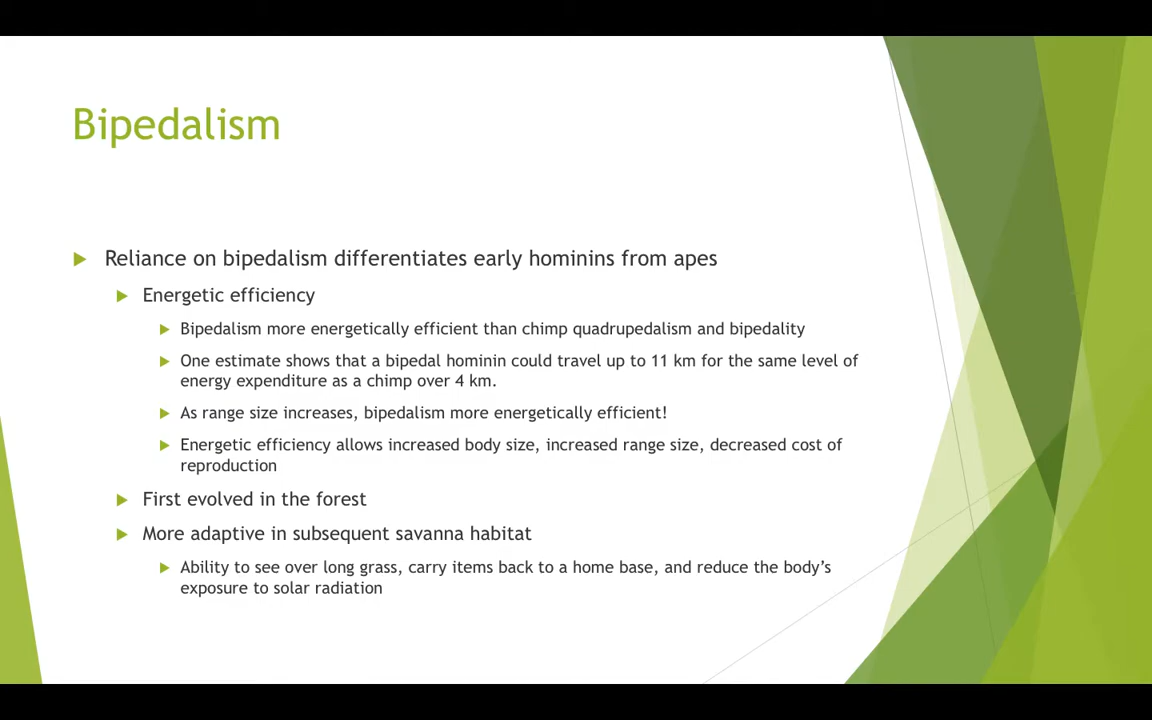 Bipedalism
Reliance on bipedalism differentiates early hominins from apes
Energetic efficiency
Bipedalism more energetically efficient than chimp quadrupedalism and bipedality
One estimate shows that a bipedal hominin could travel up to 11 km for the same level of
energy expenditure as a chimp over 4 km.
As range size increases, bipedalism more energetically efficient!
Energetic efficiency allows increased body size, increased range size, decreased cost of
reproduction
First evolved in the forest
More adaptive in subsequent savanna habitat
Ability to see over long grass, carry items back to a home base, and reduce the body’s
exposure to solar radiation